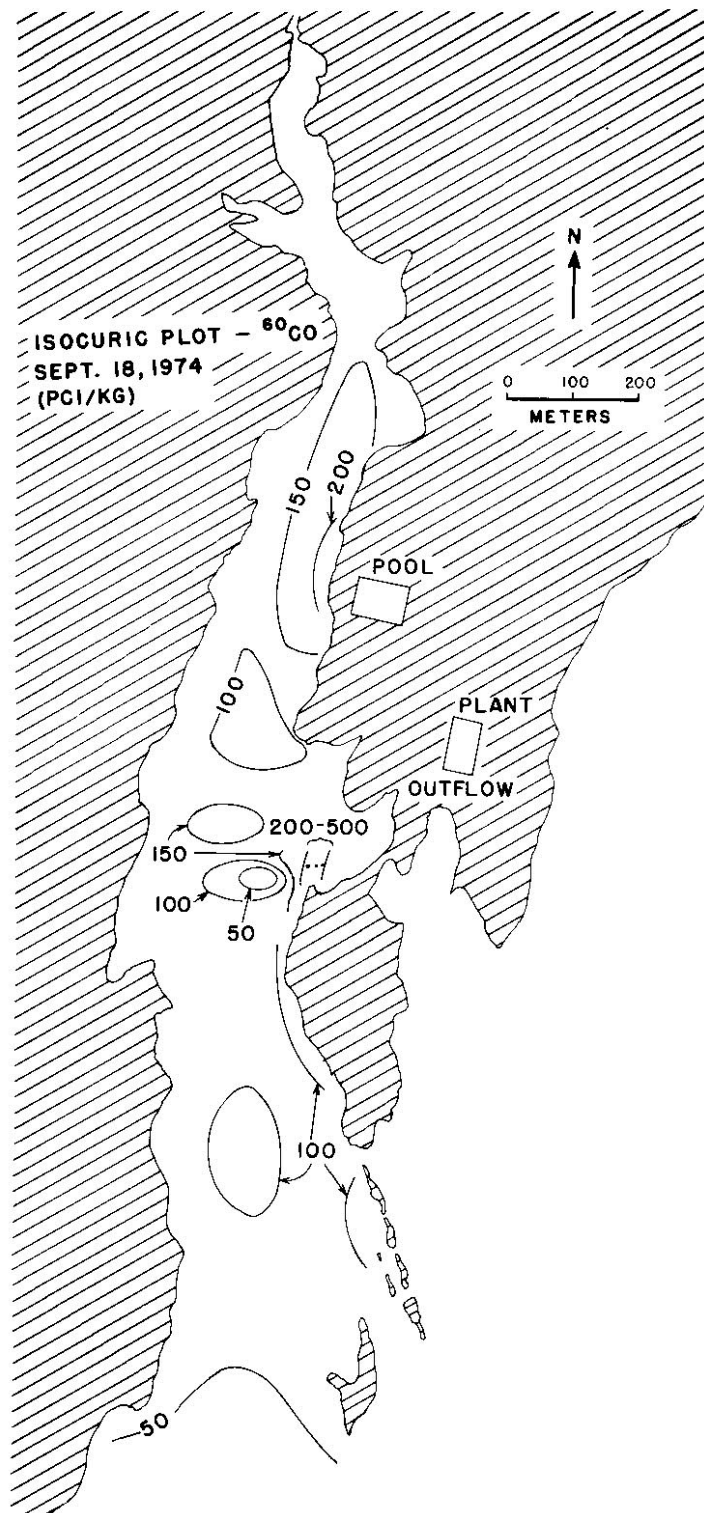 N
ISOCURIC PLOT – ⁶⁰CO
SEPT. 18, 1974
(PCI/KG)
0 100 200
METERS
150
200
POOL
100
PLANT
OUTFLOW
200-500
150
100
50
100
50